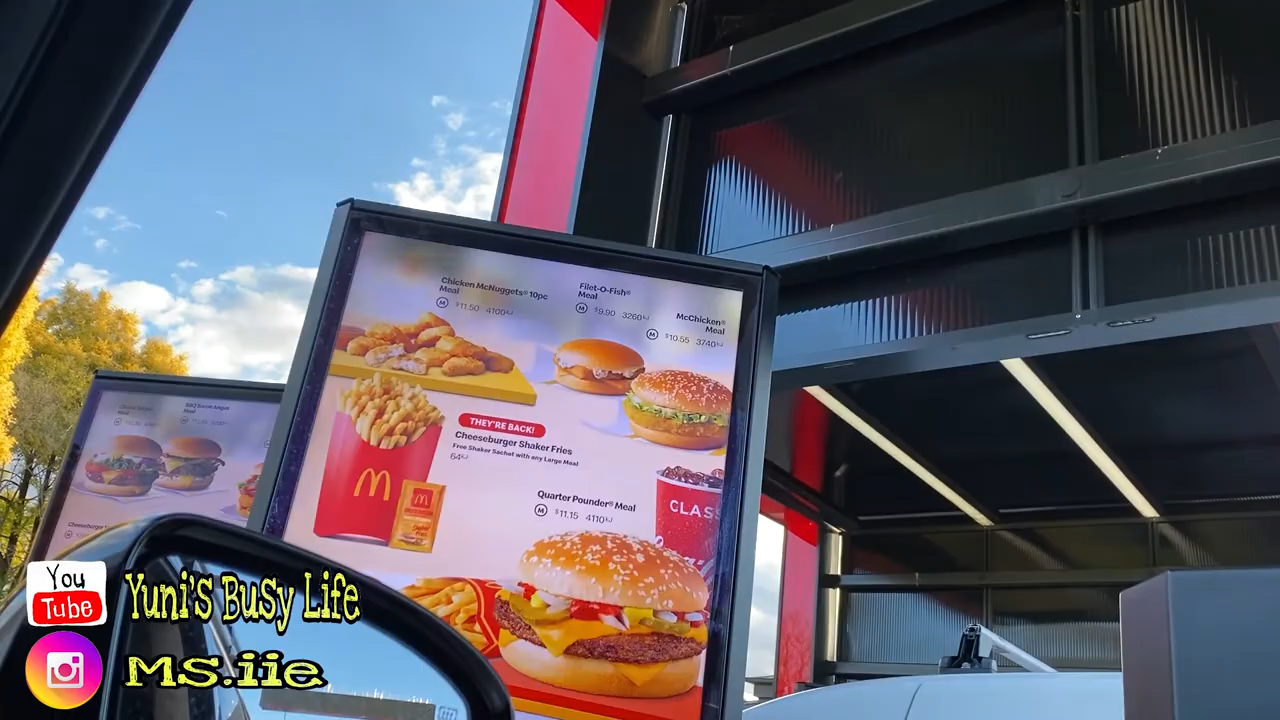 Chicken McNuggets® 10pc
Meal
M $11.50 4100kJ
Filet-O-Fish®
Meal
M $9.90 3260kJ
McChicken®
Meal
M $10.55 3740kJ
THEY'RE BACK!
Cheeseburger Shaker Fries
Free Shaker Sachet with any Large Meal
64kJ
Quarter Pounder® Meal
M $11.15 4110kJ
CLAS
BBQ Bacon Angus
Meal
Cheeseburger
You
Tube
Yuni's Busy Life
MS.iie